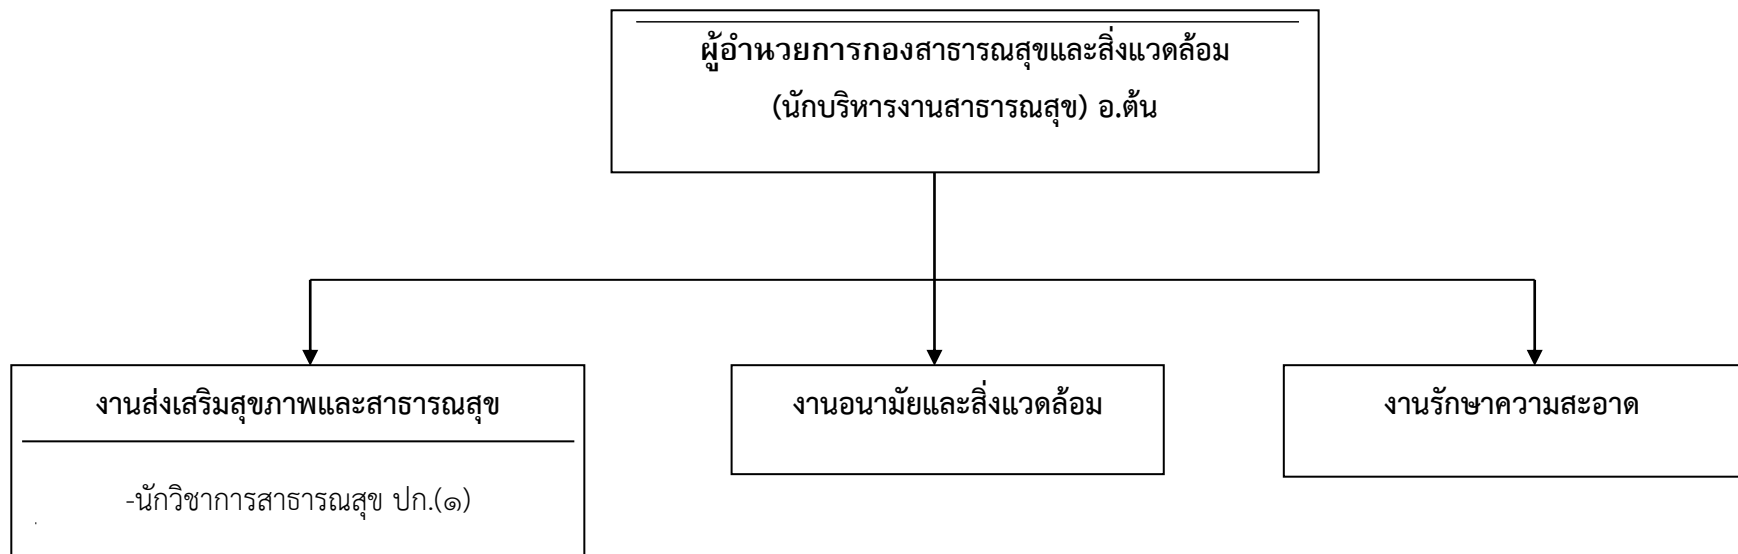 ผู้อำนวยการกองสาธารณสุขและสิ่งแวดล้อม
(นักบริหารงานสาธารณสุข) อ.ต้น
งานส่งเสริมสุขภาพและสาธารณสุข
-นักวิชาการสาธารณสุข ปก.(๑)
งานอนามัยและสิ่งแวดล้อม
งานรักษาความสะอาด